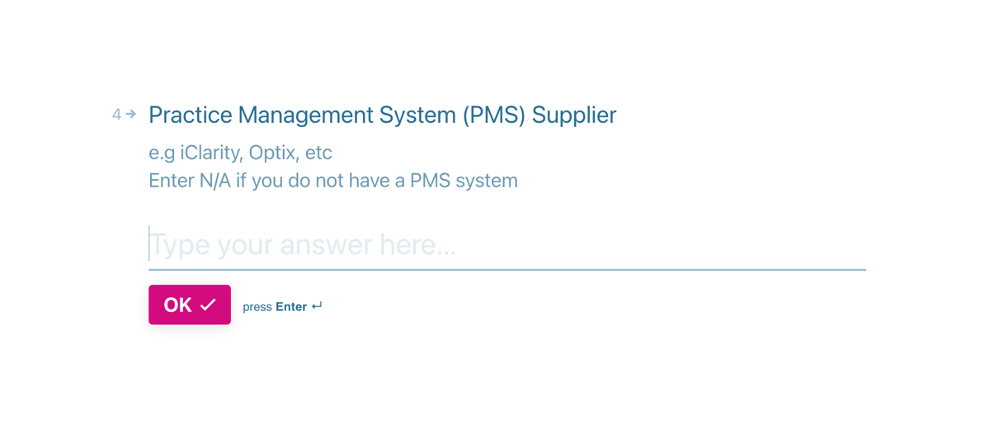 4 → Practice Management System (PMS) Supplier
e.g iClarity, Optix, etc
Enter N/A if you do not have a PMS system
Type your answer here...
OK ✓ press Enter ↵